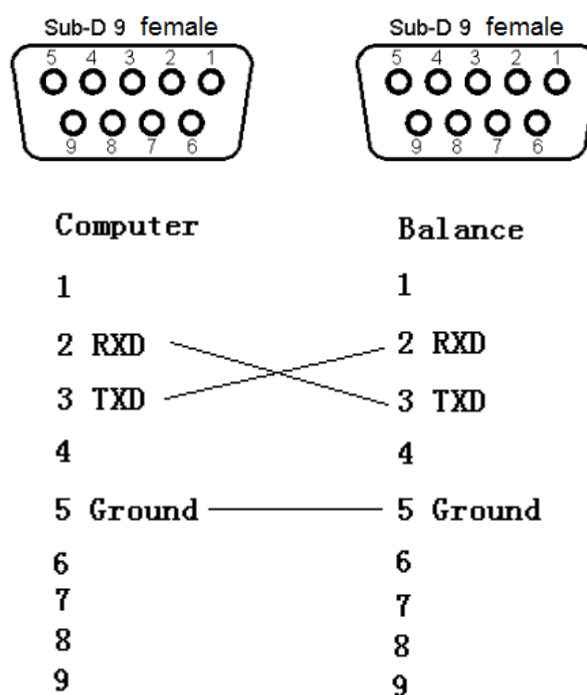 Sub-D 9 female Sub-D 9 female
5 4 3 2 1 5 4 3 2 1
9 8 7 6 9 8 7 6
Computer Balance
1 1
2 RXD 2 RXD
3 TXD 3 TXD
4 4
5 Ground 5 Ground
6 6
7 7
8 8
9 9